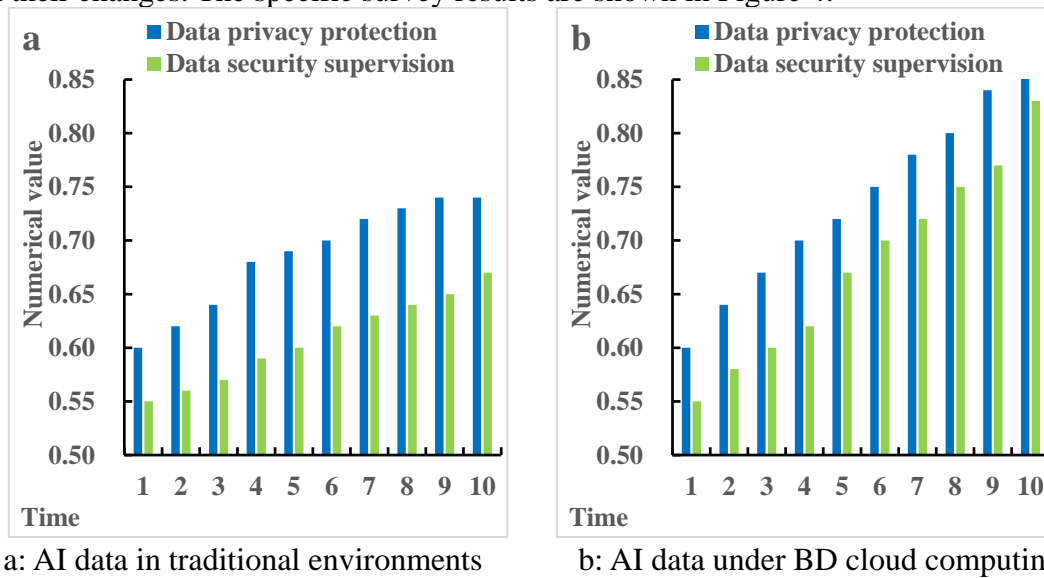 their changes. The specific survey results are shown in Figure 4.
a
Data privacy protection
Data security supervision
Numerical value
0.85
0.80
0.75
0.70
0.65
0.60
0.55
0.50
1 2 3 4 5 6 7 8 9 10
Time
b
Data privacy protection
Data security supervision
Numerical value
0.85
0.80
0.75
0.70
0.65
0.60
0.55
0.50
1 2 3 4 5 6 7 8 9 10
Time
a: AI data in traditional environments
b: AI data under BD cloud computin